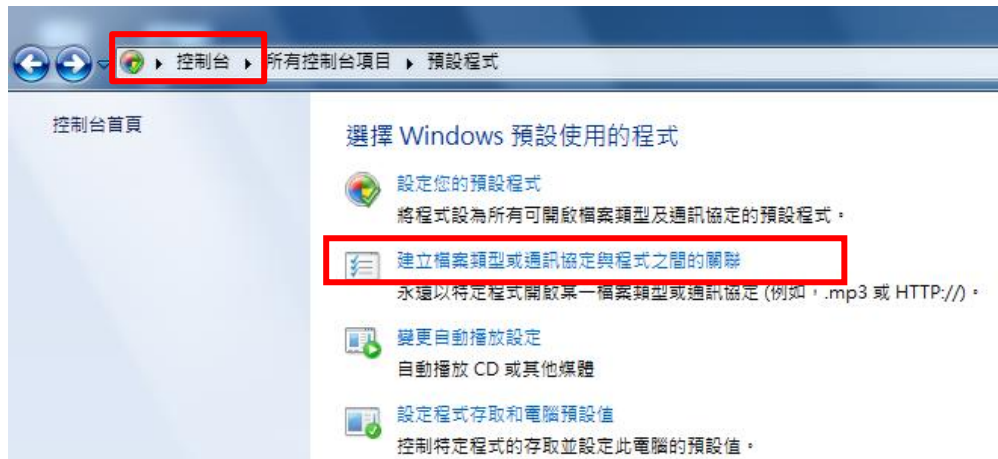 控制台 所有控制台項目 預設程式
控制台首頁
選擇 Windows 預設使用的程式
設定您的預設程式
將程式設為所有可開啟檔案類型及通訊協定的預設程式。
建立檔案類型或通訊協定與程式之間的關聯
永遠以特定程式開啟某一檔案類型或通訊協定 (例如，.mp3 或 HTTP://)。
變更自動播放設定
自動播放 CD 或其他媒體
設定程式存取和電腦預設值
控制特定程式的存取並設定此電腦的預設值。